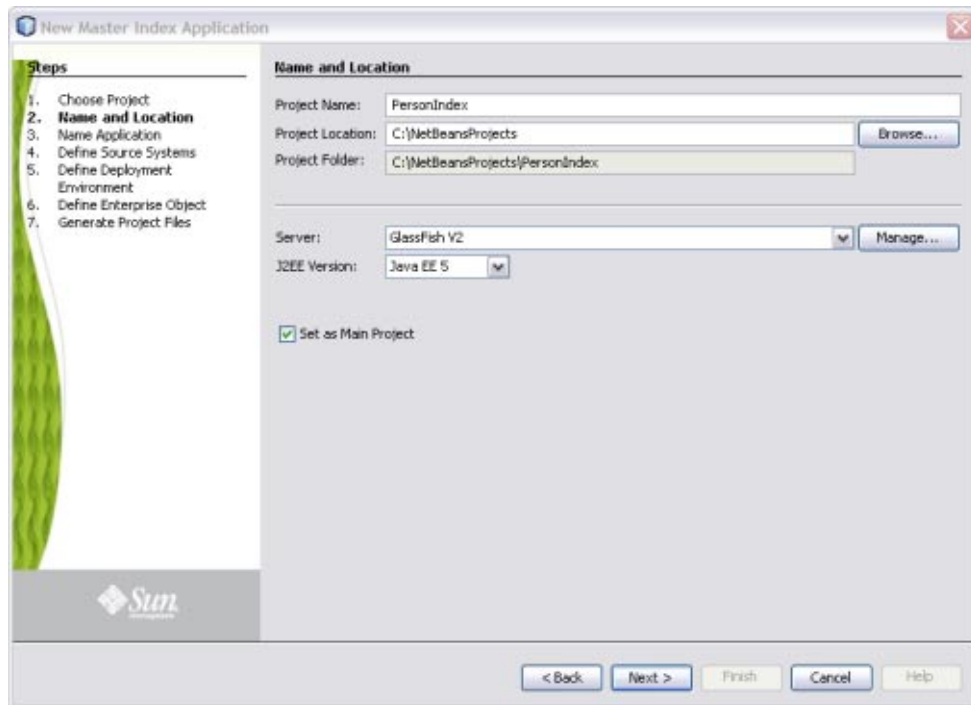 New Master Index Application
Steps
1. Choose Project
2. Name and Location
3. Name Application
4. Define Source Systems
5. Define Deployment
Environment
6. Define Enterprise Object
7. Generate Project Files
Name and Location
Project Name: PersonIndex
Project Location: C:\NetBeansProjects Browse...
Project Folder: C:\NetBeansProjects\PersonIndex
Server: GlassFish V2 Manage...
J2EE Version: Java EE 5
Set as Main Project
Sun
< Back Next > Finish Cancel Help